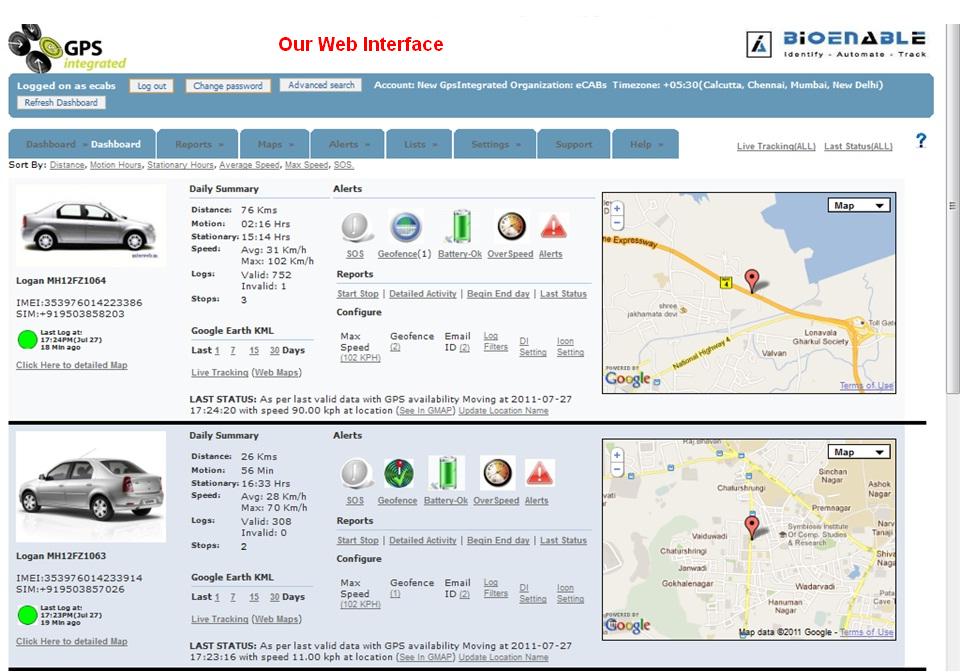 GPS
integrated
Our Web Interface
BIOENABLE
Identify - Automate - Track
Logged on as ecabs Log out Change password Advanced search Account: New GpsIntegrated Organization: eCABs Timezone: +05:30(Calcutta, Chennai, Mumbai, New Delhi)
Refresh Dashboard
Dashboard » Dashboard Reports » Maps » Alerts » Lists » Settings » Support Help »
Live Tracking(ALL) Last Status(ALL) ?
Sort By: Distance, Motion Hours, Stationary Hours, Average Speed, Max Speed, SOS.
Logan MH12FZ1064
IMEI:353976014223386
SIM:+919503858203
Last Log at:
17:24PM(Jul 27)
18 Min ago
Click Here to detailed Map
Daily Summary
Distance: 76 Kms
Motion: 02:16 Hrs
Stationary: 15:14 Hrs
Speed: Avg: 31 Km/h
Max: 102 Km/h
Logs: Valid: 752
Invalid: 1
Stops: 3
Google Earth KML
Last 1 7 15 30 Days
Live Tracking (Web Maps)
Alerts
SOS Geofence(1) Battery-Ok OverSpeed Alerts
Reports
Start Stop | Detailed Activity | Begin End day | Last Status
Configure
Max Speed (102 KPH)
Geofence (2)
Email ID (2)
Log Filters
DI Setting
Icon Setting
LAST STATUS: As per last valid data with GPS availability Moving at 2011-07-27
17:24:20 with speed 90.00 kph at location (See In GMAP) Update Location Name
Map
+
-
me Expressway
4
shree
jakhamata devi
Toll Gate
Lonavala
Gharkul Society
Valvan
National Highway 4
POWERED BY
Google
Terms of Use
Logan MH12FZ1063
IMEI:353976014233914
SIM:+919503857026
Last Log at:
17:23PM(Jul 27)
19 Min ago
Click Here to detailed Map
Daily Summary
Distance: 26 Kms
Motion: 56 Min
Stationary: 16:33 Hrs
Speed: Avg: 28 Km/h
Max: 70 Km/h
Logs: Valid: 308
Invalid: 0
Stops: 2
Google Earth KML
Last 1 7 15 30 Days
Live Tracking (Web Maps)
Alerts
SOS Geofence Battery-Ok OverSpeed Alerts
Reports
Start Stop | Detailed Activity | Begin End day | Last Status
Configure
Max Speed (102 KPH)
Geofence (1)
Email ID (2)
Log Filters
DI Setting
Icon Setting
LAST STATUS: As per last valid data with GPS availability Moving at 2011-07-27
17:23:16 with speed 11.00 kph at location (See In GMAP) Update Location Name
Map
+
-
Raj Bhavan
Sinchan
Nagar
Ashok
Nagar
Chaturshrungi
Premnagar
Vaiduwadi
Symbiosis Institute
Of Comp. Studies
& Research
Chaturshringi
Janwadi
Gokhalenagar
Wadarvadi
Hanuman
Nagar
POWERED BY
Google
Map data ©2011 Google - Terms of Use